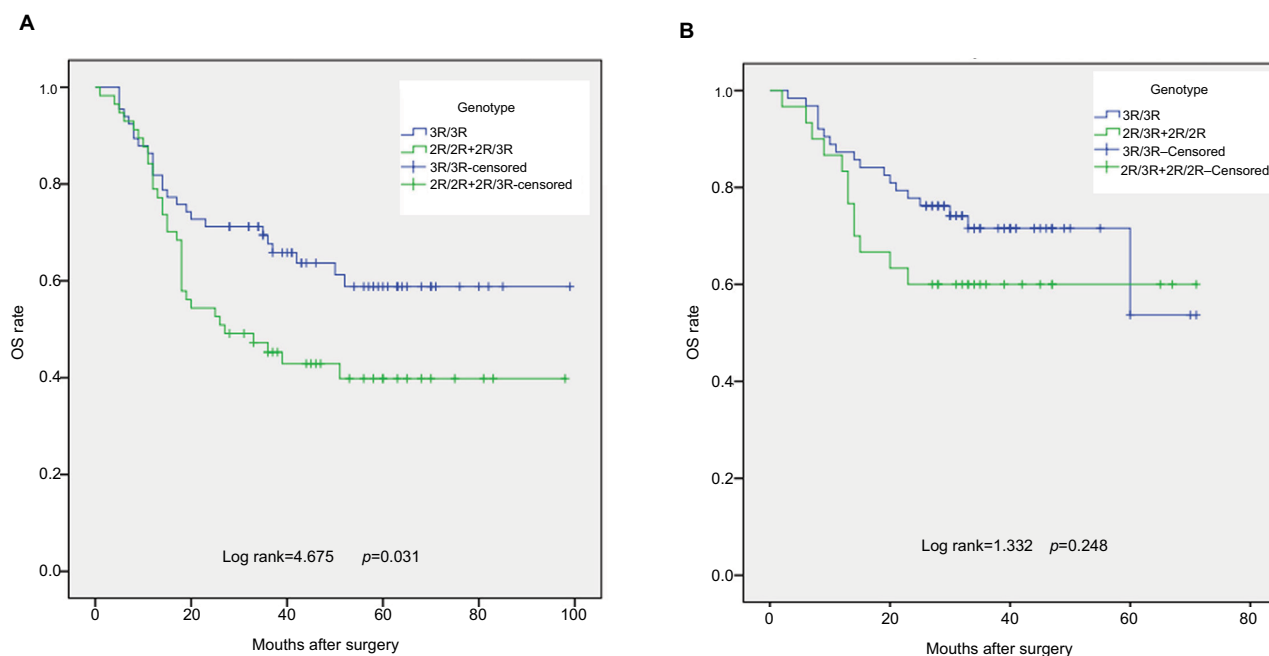 A
Genotype
3R/3R
2R/2R+2R/3R
3R/3R-censored
2R/2R+2R/3R-censored
1.0
0.8
0.6
0.4
0.2
0.0
OS rate
Log rank=4.675 p=0.031
0 20 40 60 80 100
Mouths after surgery
B
Genotype
3R/3R
2R/3R+2R/2R
3R/3R–Censored
2R/3R+2R/2R–Censored
1.0
0.8
0.6
0.4
0.2
0.0
OS rate
Log rank=1.332 p=0.248
0 20 40 60 80
Mouths after surgery